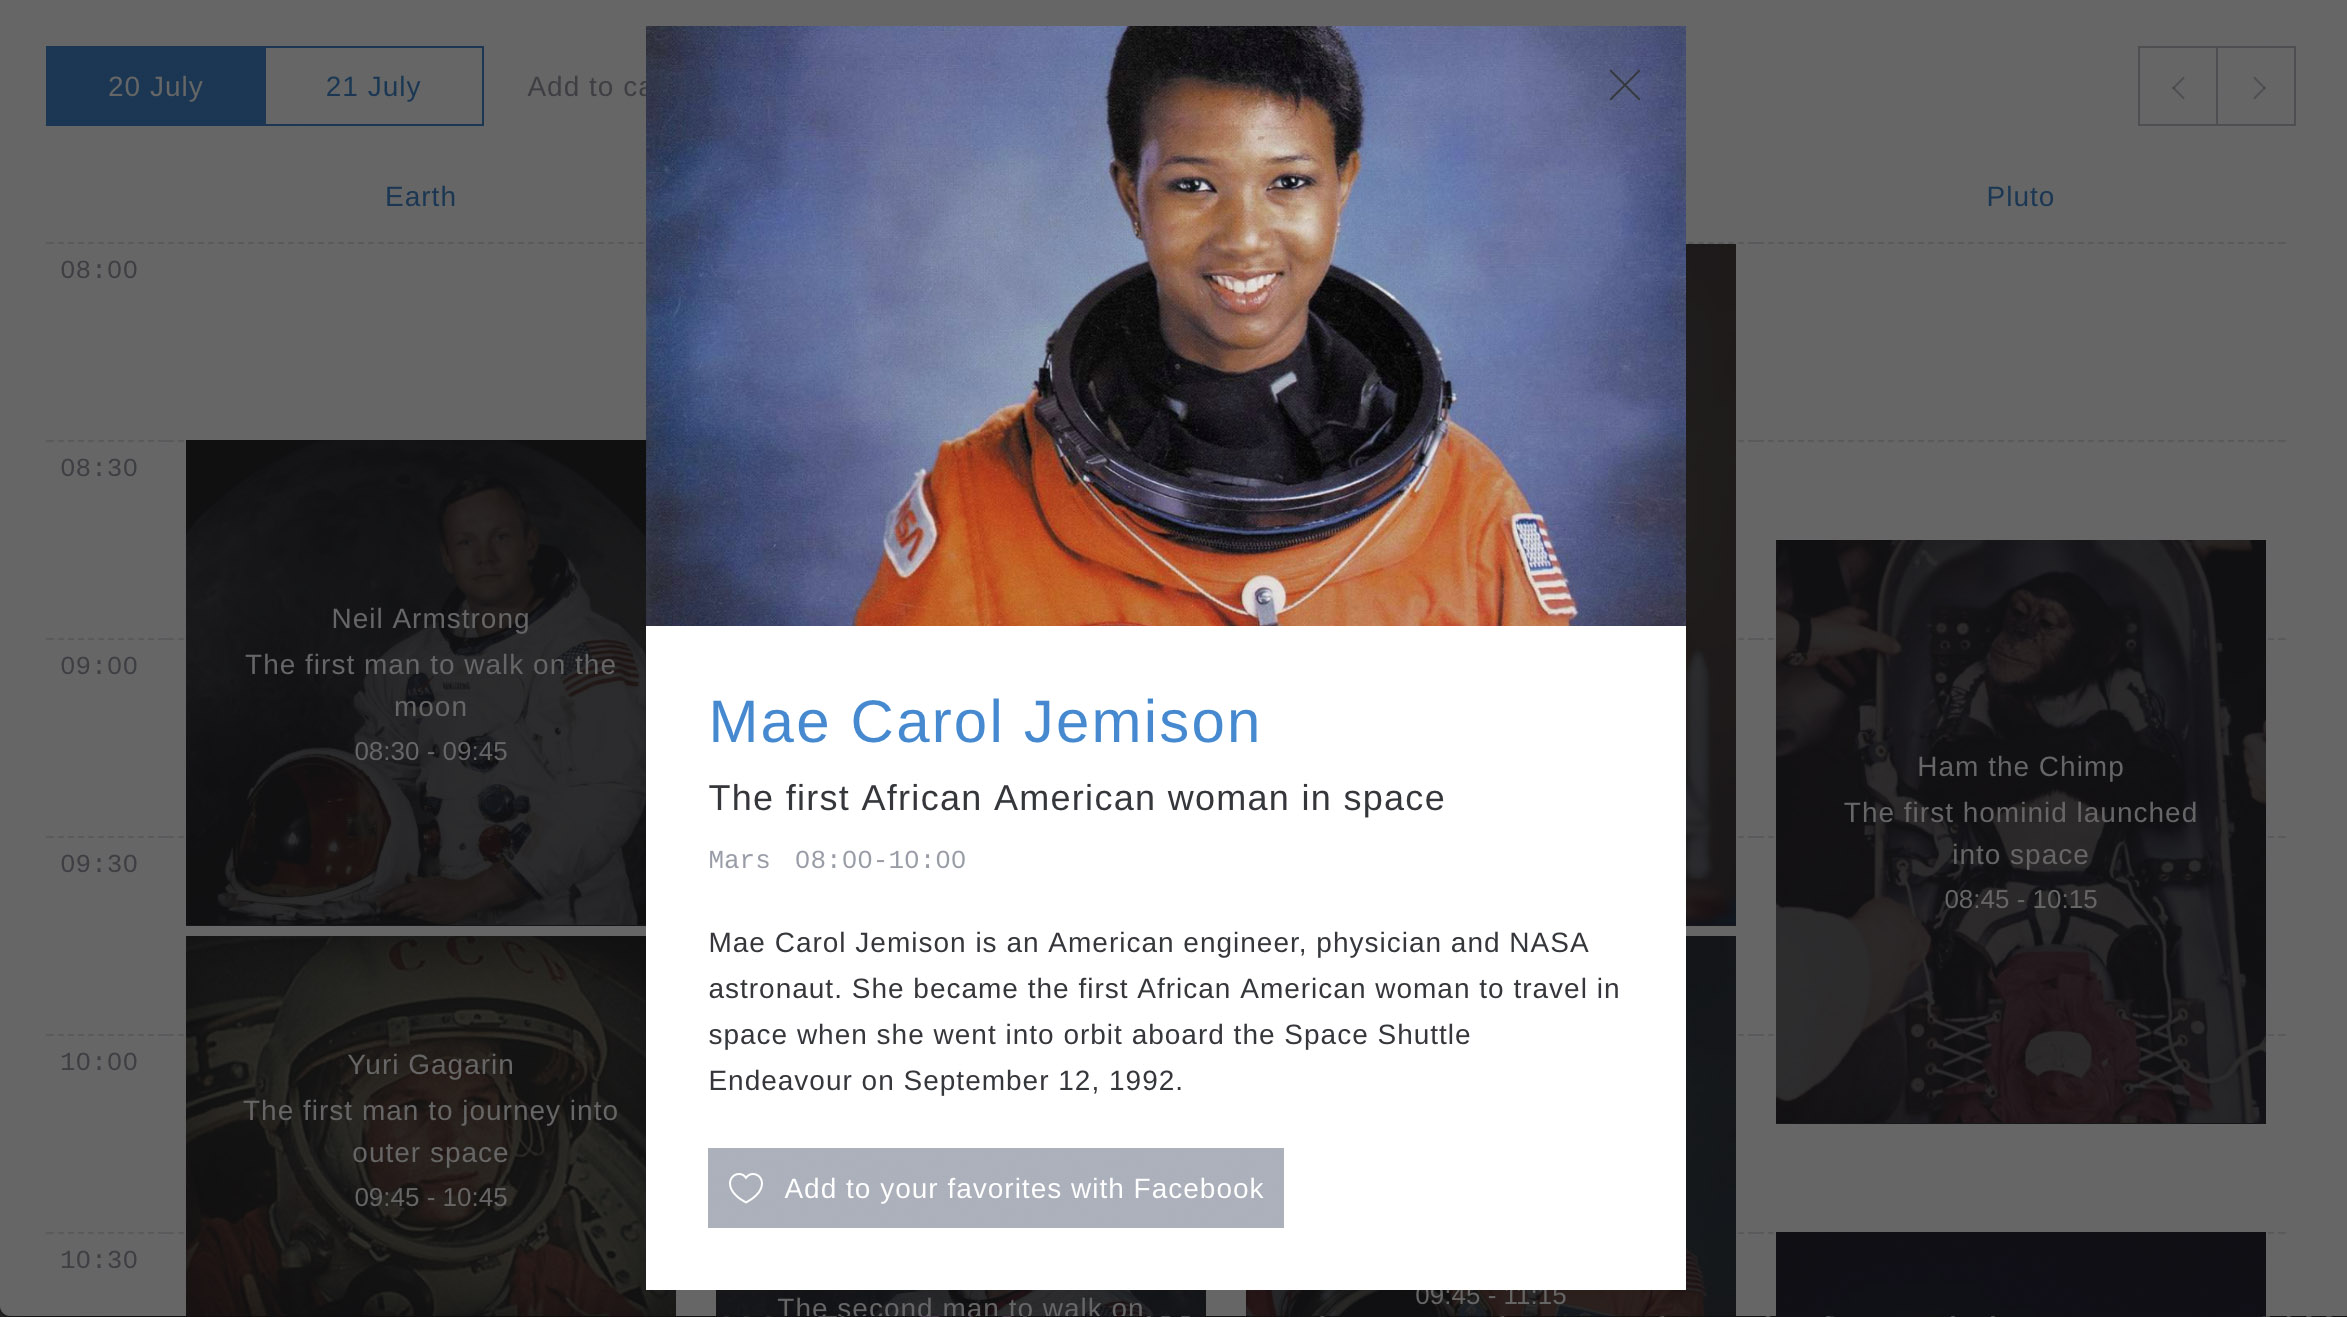 20 July
21 July
Add to ca
Earth
Pluto
08:00
08:30
09:00
09:30
10:00
10:30
Neil Armstrong
The first man to walk on the
moon
08:30 - 09:45
CCCP
Yuri Gagarin
The first man to journey into
outer space
09:45 - 10:45
Mae Carol Jemison
The first African American woman in space
Mars 08:00-10:00
Mae Carol Jemison is an American engineer, physician and NASA
astronaut. She became the first African American woman to travel in
space when she went into orbit aboard the Space Shuttle
Endeavour on September 12, 1992.
Add to your favorites with Facebook
The second man to walk on
09:45 - 11:15
Ham the Chimp
The first hominid launched
into space
08:45 - 10:15